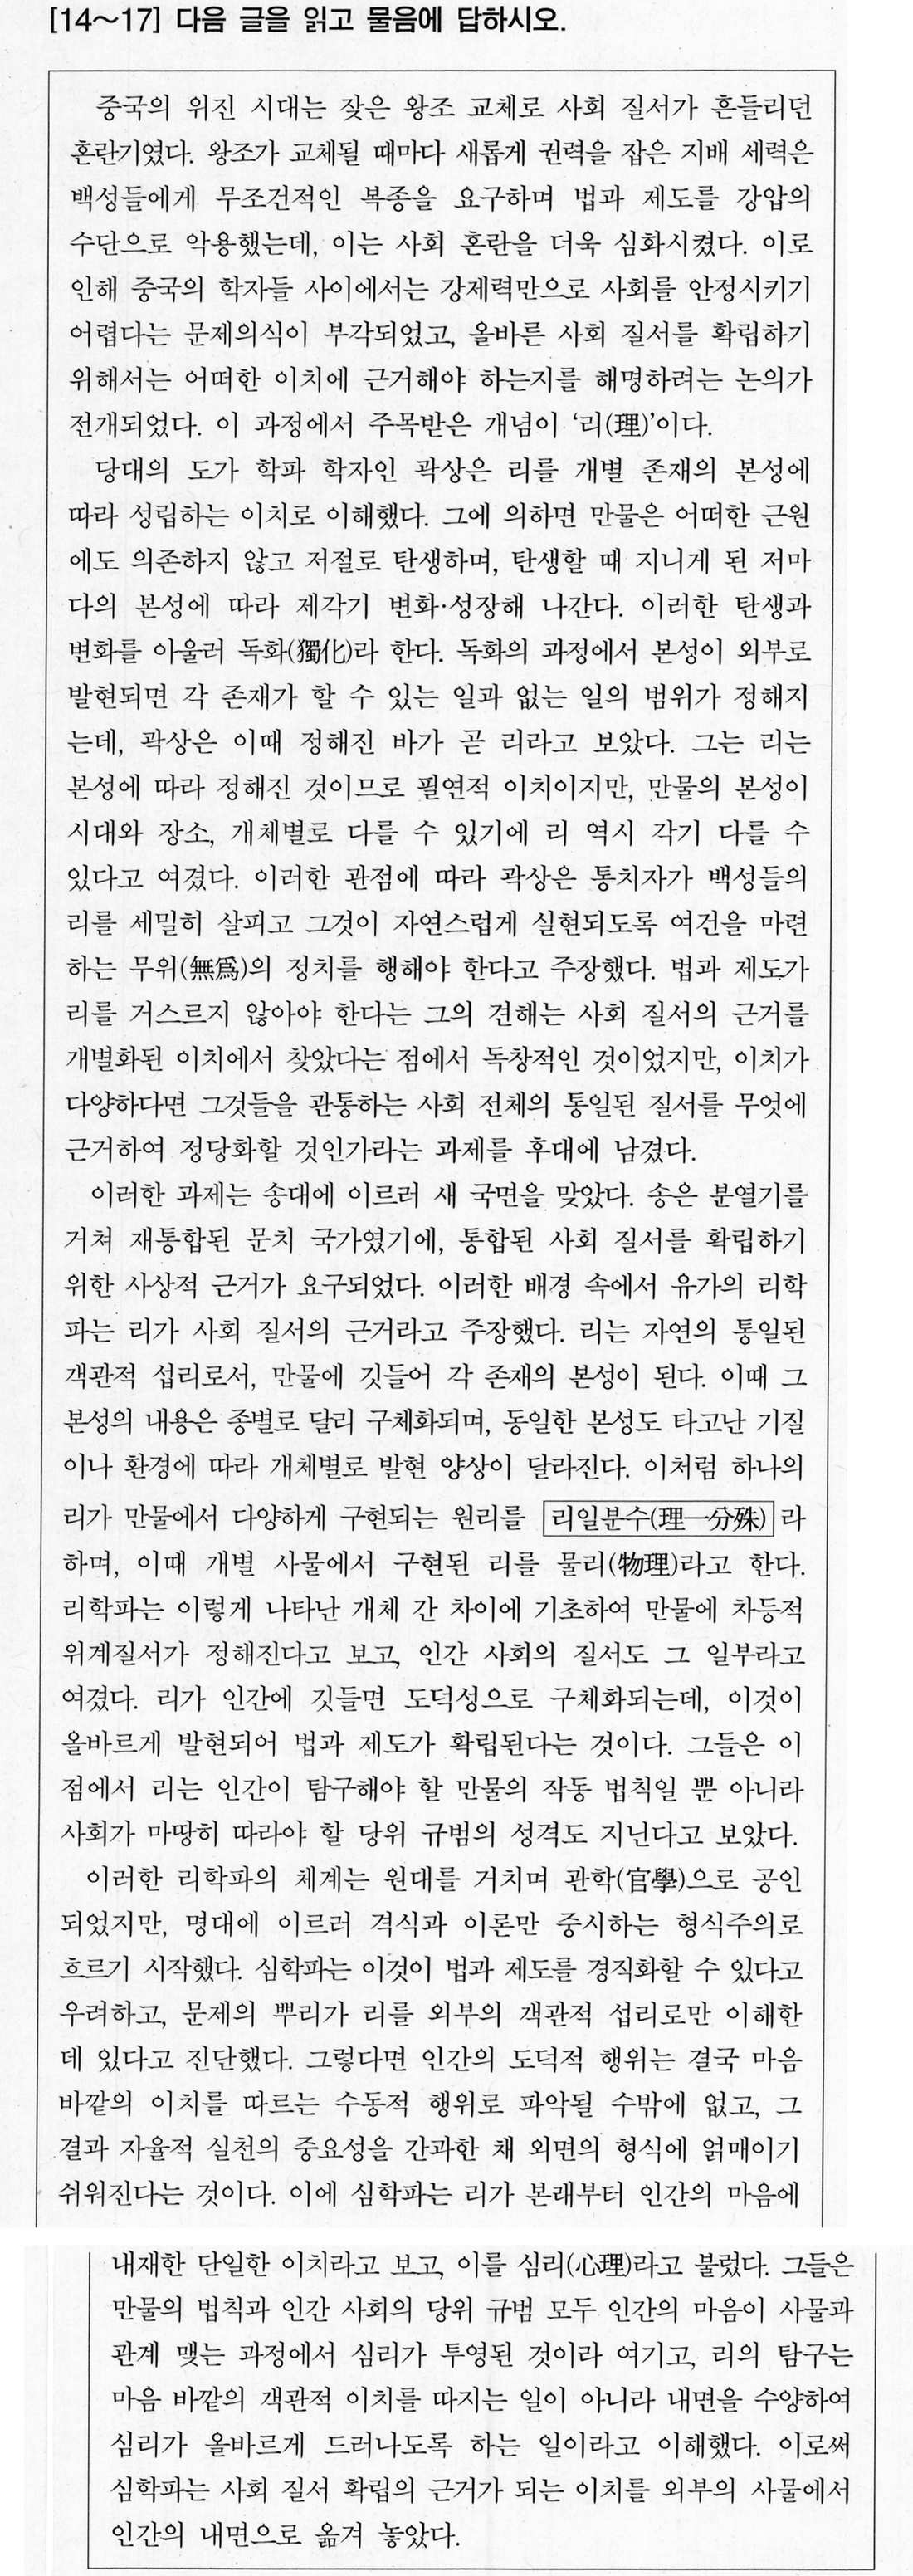 [14~17] 다음 글을 읽고 물음에 답하시오.
중국의 위진 시대는 잦은 왕조 교체로 사회 질서가 흔들리던
혼란기였다. 왕조가 교체될 때마다 새롭게 권력을 잡은 지배 세력은
백성들에게 무조건적인 복종을 요구하며 법과 제도를 강압의
수단으로 악용했는데, 이는 사회 혼란을 더욱 심화시켰다. 이로
인해 중국의 학자들 사이에서는 강제력만으로 사회를 안정시키기
어렵다는 문제의식이 부각되었고, 올바른 사회 질서를 확립하기
위해서는 어떠한 이치에 근거해야 하는지를 해명하려는 논의가
전개되었다. 이 과정에서 주목받은 개념이 ‘리(理)’이다.
당대의 도가 학파 학자인 곽상은 리를 개별 존재의 본성에
따라 성립하는 이치로 이해했다. 그에 의하면 만물은 어떠한 근원
에도 의존하지 않고 저절로 탄생하며, 탄생할 때 지니게 된 저마
다의 본성에 따라 제각기 변화·성장해 나간다. 이러한 탄생과
변화를 아울러 독화(獨化)라 한다. 독화의 과정에서 본성이 외부로
발현되면 각 존재가 할 수 있는 일과 없는 일의 범위가 정해지
는데, 곽상은 이때 정해진 바가 곧 리라고 보았다. 그는 리는
본성에 따라 정해진 것이므로 필연적 이치이지만, 만물의 본성이
시대와 장소, 개체별로 다를 수 있기에 리 역시 각기 다를 수
있다고 여겼다. 이러한 관점에 따라 곽상은 통치자가 백성들의
리를 세밀히 살피고 그것이 자연스럽게 실현되도록 여건을 마련
하는 무위(無爲)의 정치를 행해야 한다고 주장했다. 법과 제도가
리를 거스르지 않아야 한다는 그의 견해는 사회 질서의 근거를
개별화된 이치에서 찾았다는 점에서 독창적인 것이었지만, 이치가
다양하다면 그것들을 관통하는 사회 전체의 통일된 질서를 무엇에
근거하여 정당화할 것인가라는 과제를 후대에 남겼다.
이러한 과제는 송대에 이르러 새 국면을 맞았다. 송은 분열기를
거쳐 재통합된 문치 국가였기에, 통합된 사회 질서를 확립하기
위한 사상적 근거가 요구되었다. 이러한 배경 속에서 유가의 리학
파는 리가 사회 질서의 근거라고 주장했다. 리는 자연의 통일된
객관적 섭리로서, 만물에 깃들어 각 존재의 본성이 된다. 이때 그
본성의 내용은 종별로 달리 구체화되며, 동일한 본성도 타고난 기질
이나 환경에 따라 개체별로 발현 양상이 달라진다. 이처럼 하나의
리가 만물에서 다양하게 구현되는 원리를 리일분수(理一分殊)라
하며, 이때 개별 사물에서 구현된 리를 물리(物理)라고 한다.
리학파는 이렇게 나타난 개체 간 차이에 기초하여 만물에 차등적
위계질서가 정해진다고 보고, 인간 사회의 질서도 그 일부라고
여겼다. 리가 인간에 깃들면 도덕성으로 구체화되는데, 이것이
올바르게 발현되어 법과 제도가 확립된다는 것이다. 그들은 이
점에서 리는 인간이 탐구해야 할 만물의 작동 법칙일 뿐 아니라
사회가 마땅히 따라야 할 당위 규범의 성격도 지닌다고 보았다.
이러한 리학파의 체계는 원대를 거치며 관학(官學)으로 공인
되었지만, 명대에 이르러 격식과 이론만 중시하는 형식주의로
흐르기 시작했다. 심학파는 이것이 법과 제도를 경직화할 수 있다고
우려하고, 문제의 뿌리가 리를 외부의 객관적 섭리로만 이해한
데 있다고 진단했다. 그렇다면 인간의 도덕적 행위는 결국 마음
바깥의 이치를 따르는 수동적 행위로 파악될 수밖에 없고, 그
결과 자율적 실천의 중요성을 간과한 채 외면의 형식에 얽매이기
쉬워진다는 것이다. 이에 심학파는 리가 본래부터 인간의 마음에
내재한 단일한 이치라고 보고, 이를 심리(心理)라고 불렀다. 그들은
만물의 법칙과 인간 사회의 당위 규범 모두 인간의 마음이 사물과
관계 맺는 과정에서 심리가 투영된 것이라 여기고, 리의 탐구는
마음 바깥의 객관적 이치를 따지는 일이 아니라 내면을 수양하여
심리가 올바르게 드러나도록 하는 일이라고 이해했다. 이로써
심학파는 사회 질서 확립의 근거가 되는 이치를 외부의 사물에서
인간의 내면으로 옮겨 놓았다.